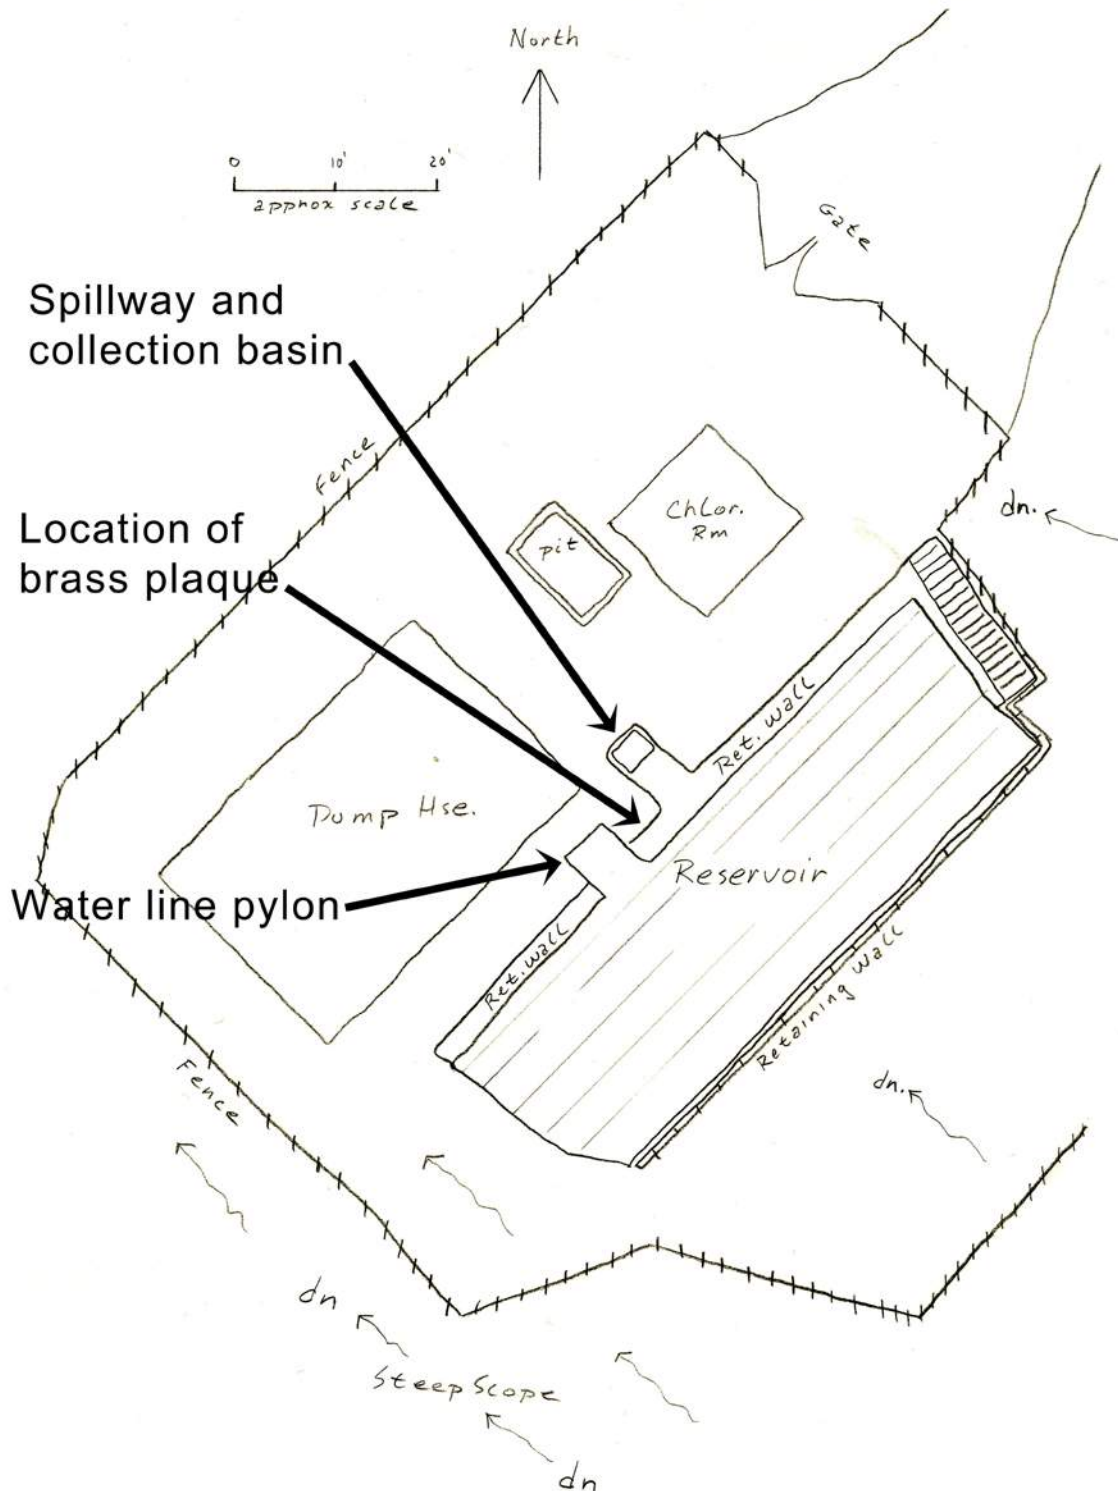 North
0 10' 20'
approx scale
Gate
Spillway and
collection basin
Fence
Location of
brass plaque
Chlor.
Rm
pit
dn.
Ret. Wall
Pump Hse.
Reservoir
Water line pylon
Ret. Wall
Retaining Wall
Fence
dn.
dn
Steep Scope
dn